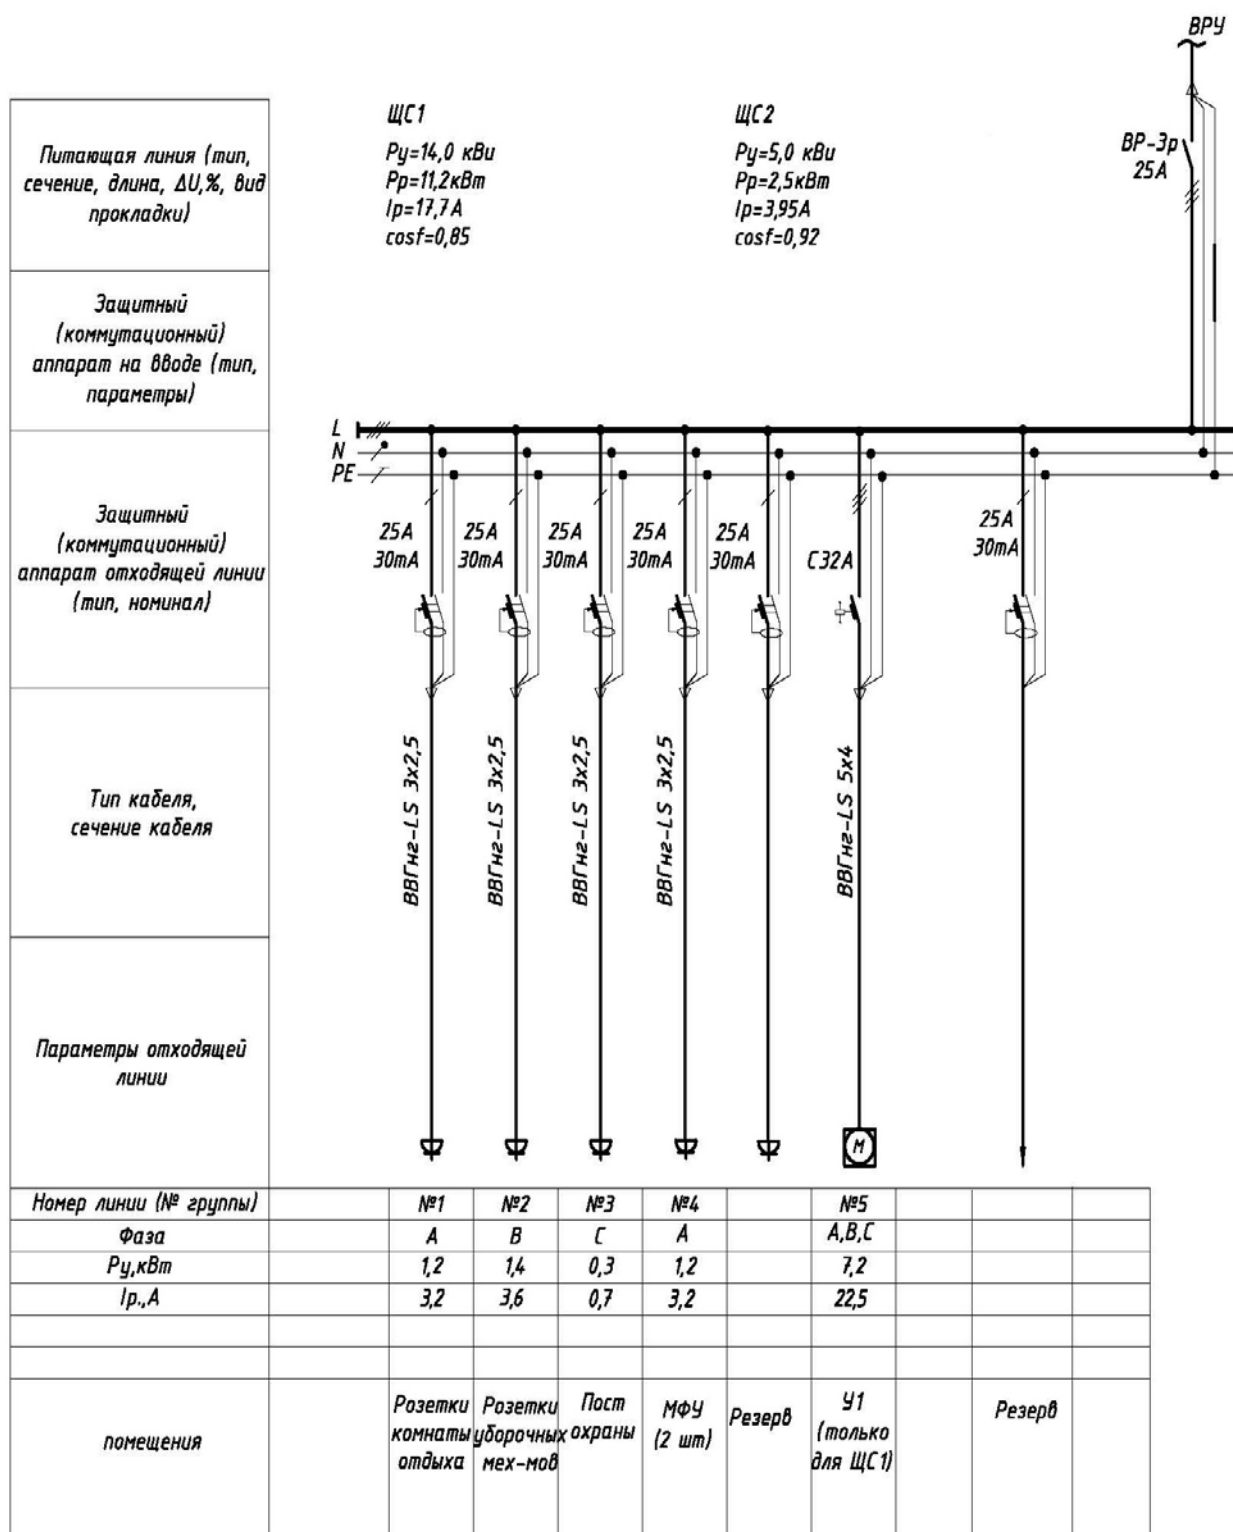 ВРУ
ЩС1
Ру=14,0 кВи
Рр=11,2кВт
Iр=17,7А
cosf=0,85
ЩС2
Ру=5,0 кВи
Рр=2,5кВт
Iр=3,95А
cosf=0,92
ВР-3р
25А
Питающая линия (тип,
сечение, длина, ΔU,%, вид
прокладки)
Защитный
(коммутационный)
аппарат на вводе (тип,
параметры)
L
N
PE
Защитный
(коммутационный)
аппарат отходящей линии
(тип, номинал)
25А
30mA
25А
30mA
25А
30mA
25А
30mA
25А
30mA
С32А
25А
30mA
Тип кабеля,
сечение кабеля
ВВГнг-LS 3х2,5
ВВГнг-LS 3х2,5
ВВГнг-LS 3х2,5
ВВГнг-LS 3х2,5
ВВГнг-LS 5х4
Параметры отходящей
линии
М
Номер линии (№ группы) №1 №2 №3 №4 №5
Фаза А В С А А,В,С
Ру,кВт 1,2 1,4 0,3 1,2 7,2
Iр.,А 3,2 3,6 0,7 3,2 22,5
помещения
Розетки
комнаты
отдыха
Розетки
уборочных
мех-мов
Пост
охраны
МФУ
(2 шт)
Резерв
У1
(только
для ЩС1)
Резерв